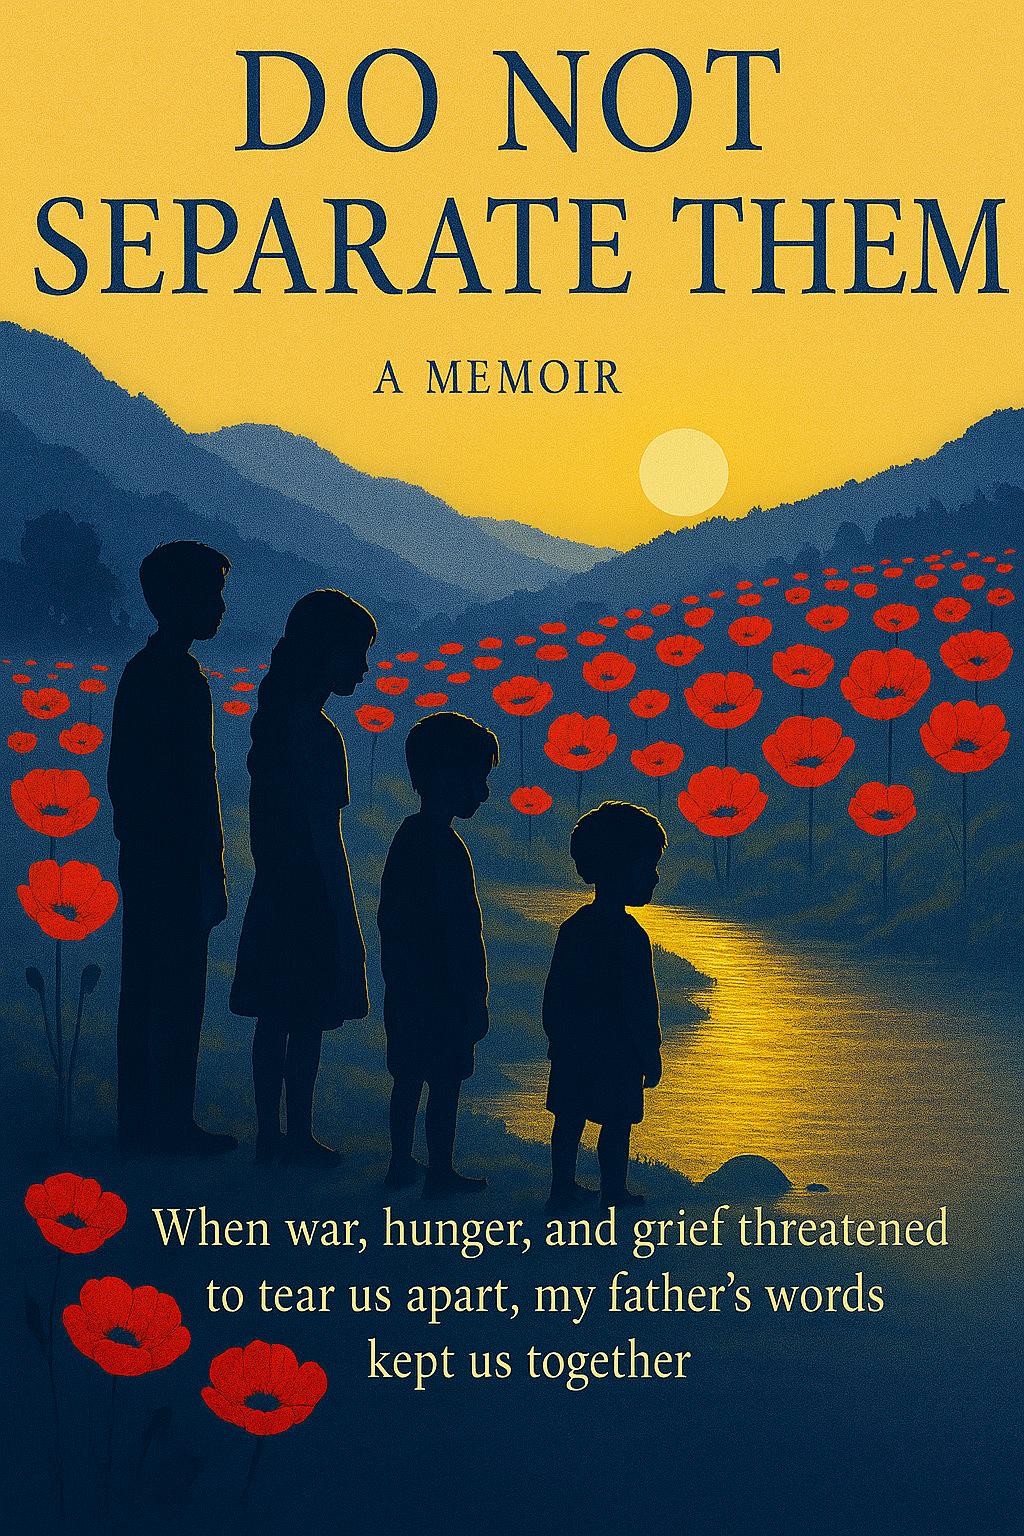 DO NOT
SEPARATE THEM
A MEMOIR
When war, hunger, and grief threatened
to tear us apart, my father’s words
kept us together